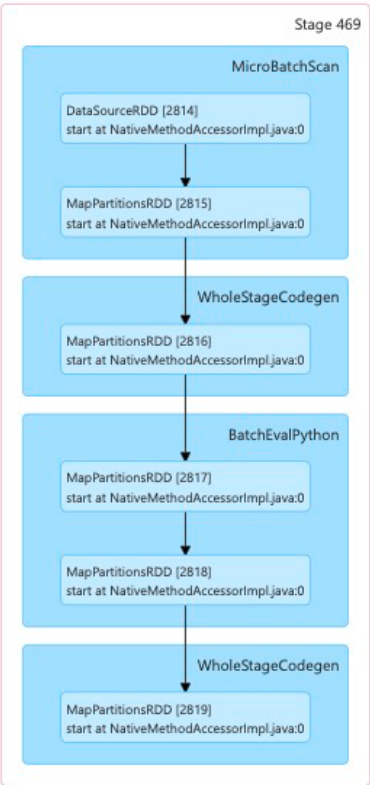 Stage 469
MicroBatchScan
DataSourceRDD [2814]
start at NativeMethodAccessorImpl.java:0
MapPartitionsRDD [2815]
start at NativeMethodAccessorImpl.java:0
WholeStageCodegen
MapPartitionsRDD [2816]
start at NativeMethodAccessorImpl.java:0
BatchEvalPython
MapPartitionsRDD [2817]
start at NativeMethodAccessorImpl.java:0
MapPartitionsRDD [2818]
start at NativeMethodAccessorImpl.java:0
WholeStageCodegen
MapPartitionsRDD [2819]
start at NativeMethodAccessorImpl.java:0